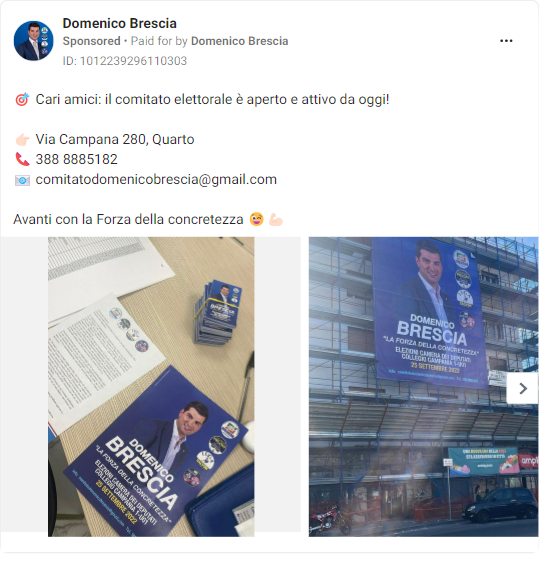 Domenico Brescia
Sponsored • Paid for by Domenico Brescia
ID: 1012239296110303
🎯 Cari amici: il comitato elettorale è aperto e attivo da oggi!
👉🏻 Via Campana 280, Quarto
📞 388 8885182
📧 comitatodomenicobrescia@gmail.com
Avanti con la Forza della concretezza 😉💪🏻
DOMENICO
BRESCIA
"LA FORZA DELLA CONCRETEZZA"
ELEZIONI CAMERA DEI DEPUTATI
COLLEGIO CAMPANIA 1-U01
25 SETTEMBRE 2022
DOMENICO
BRESCIA
"LA FORZA DELLA CONCRETEZZA"
ELEZIONI CAMERA DEI DEPUTATI
COLLEGIO CAMPANIA 1-U01
25 SETTEMBRE 2022